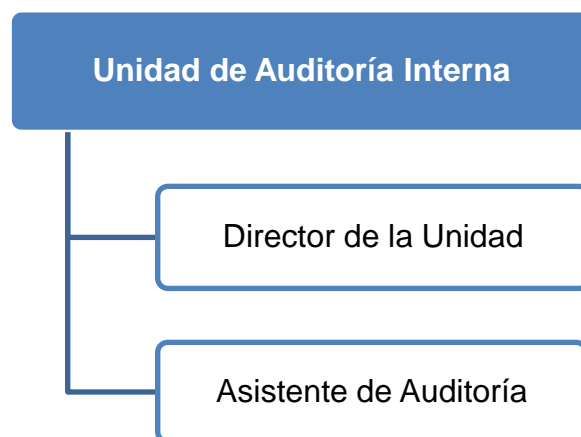 Unidad de Auditoría Interna
Director de la Unidad
Asistente de Auditoría